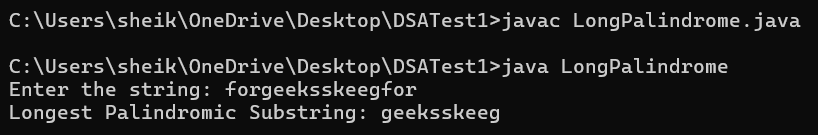 C:\Users\sheik\OneDrive\Desktop\DSATest1>javac LongPalindrome.java
C:\Users\sheik\OneDrive\Desktop\DSATest1>java LongPalindrome
Enter the string: forgeeksskeegfor
Longest Palindromic Substring: geeksskeeg